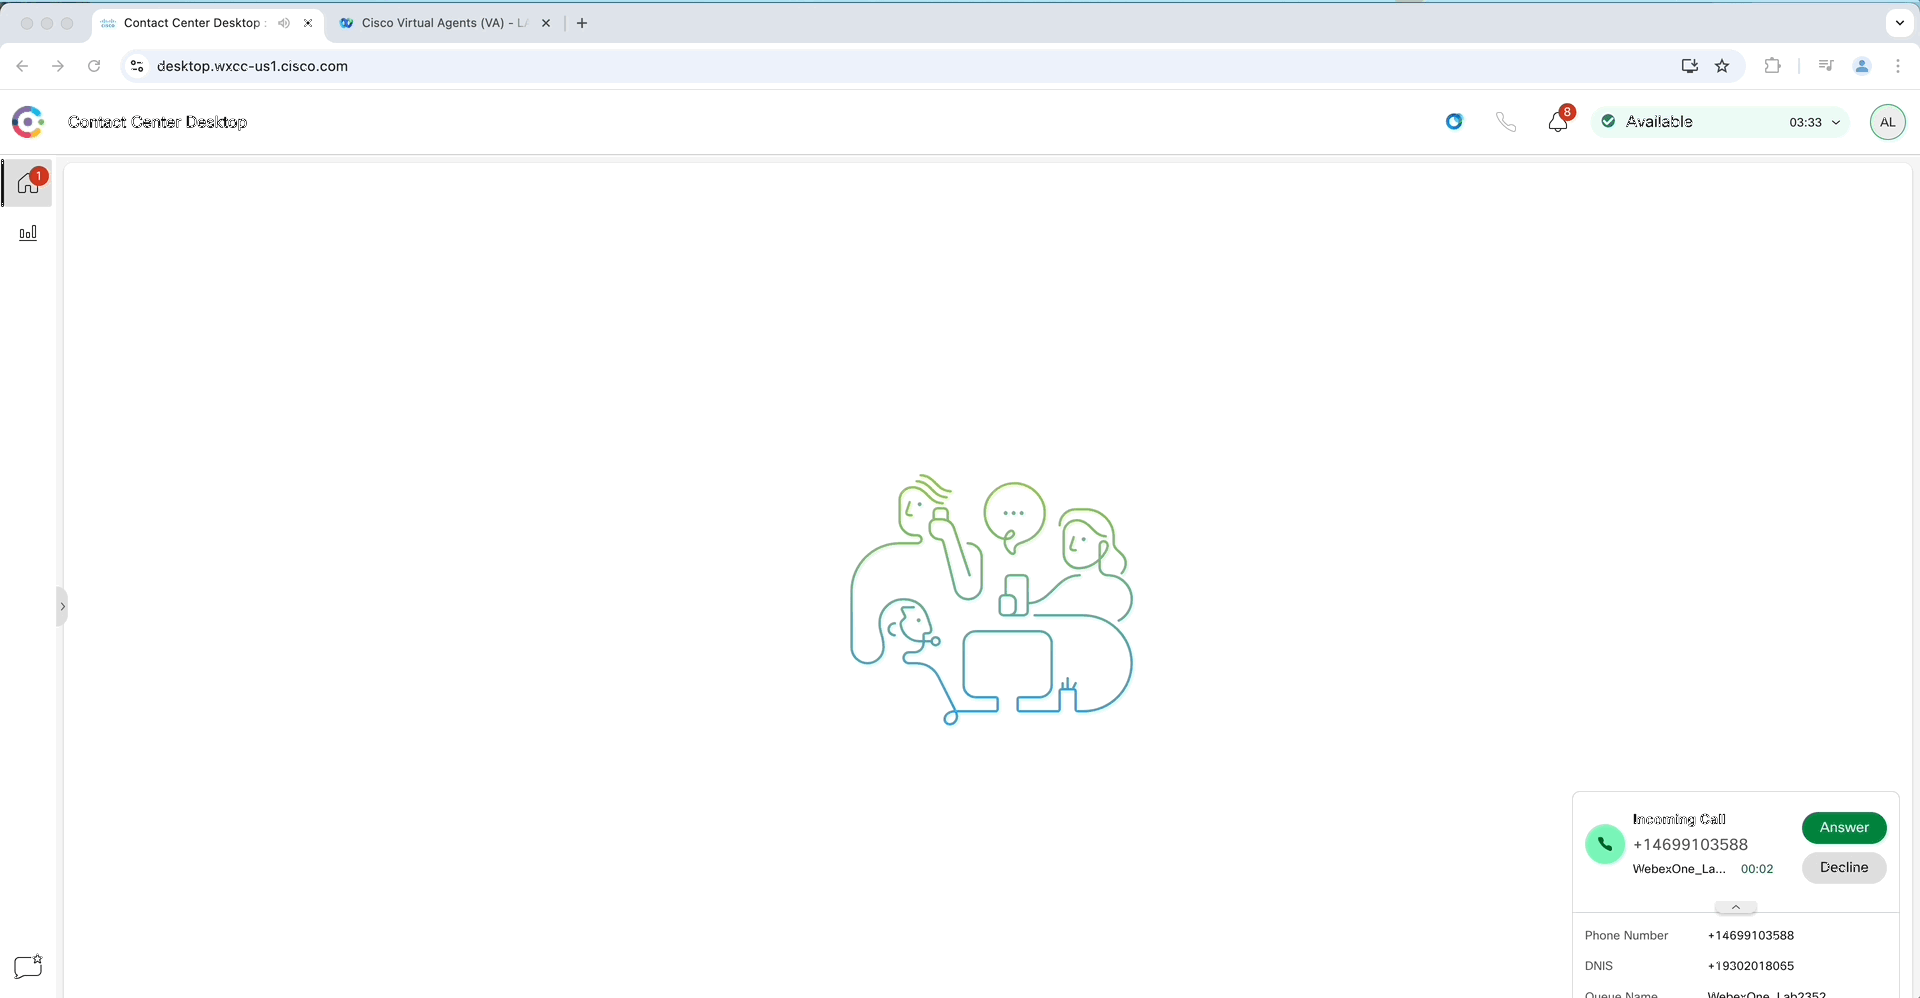 Contact Center Desktop :
Cisco Virtual Agents (VA) - L
desktop.wxcc-us1.cisco.com
Contact Center Desktop
8
Available
03:33
AL
1
Incoming Call
+14699103588
WebexOne_La...
00:02
Answer
Decline
Phone Number
+14699103588
DNIS
+19302018065
Queue Name
WebexOne_Lab2352